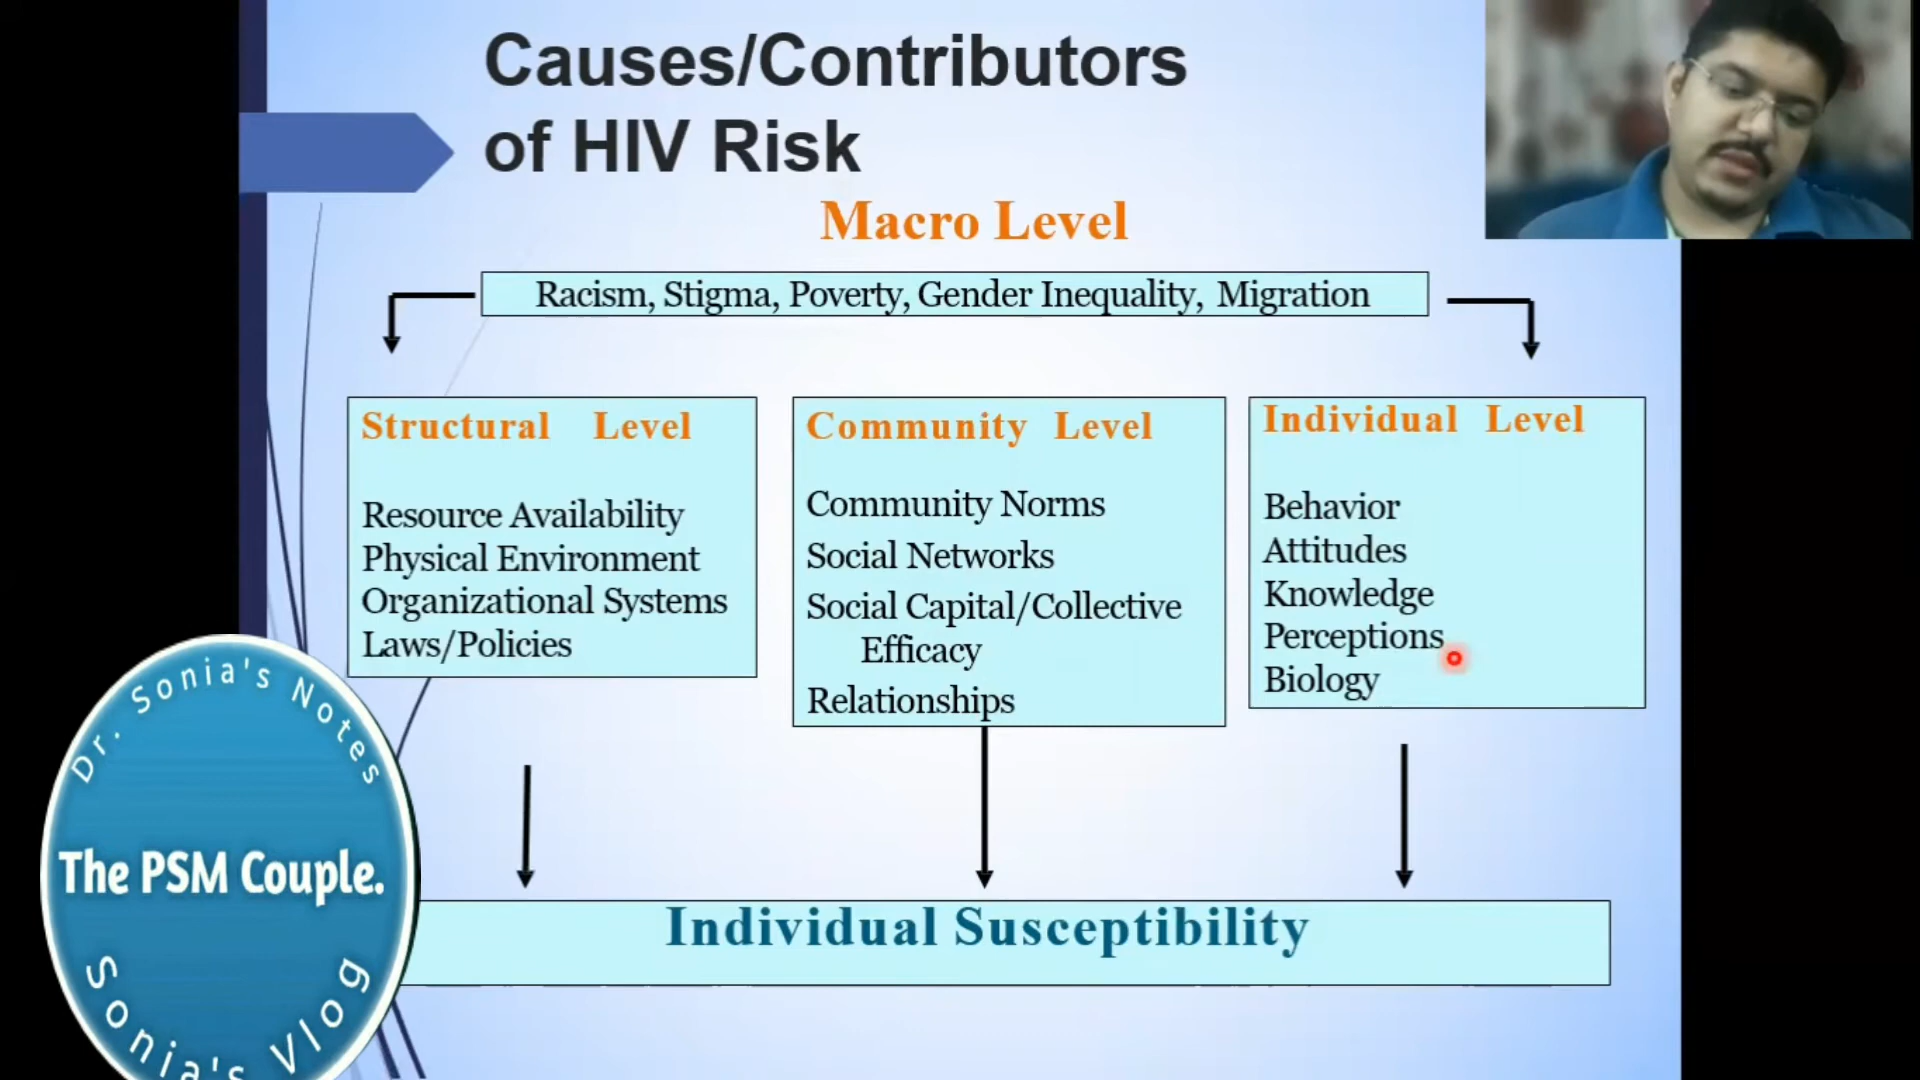 Causes/Contributors
of HIV Risk
Macro Level
Racism, Stigma, Poverty, Gender Inequality, Migration
Structural Level
Resource Availability
Physical Environment
Organizational Systems
Laws/Policies
Community Level
Community Norms
Social Networks
Social Capital/Collective
Efficacy
Relationships
Individual Level
Behavior
Attitudes
Knowledge
Perceptions
Biology
Individual Susceptibility
Dr. Sonia's Notes
The PSM Couple.
Sonia's Vlog